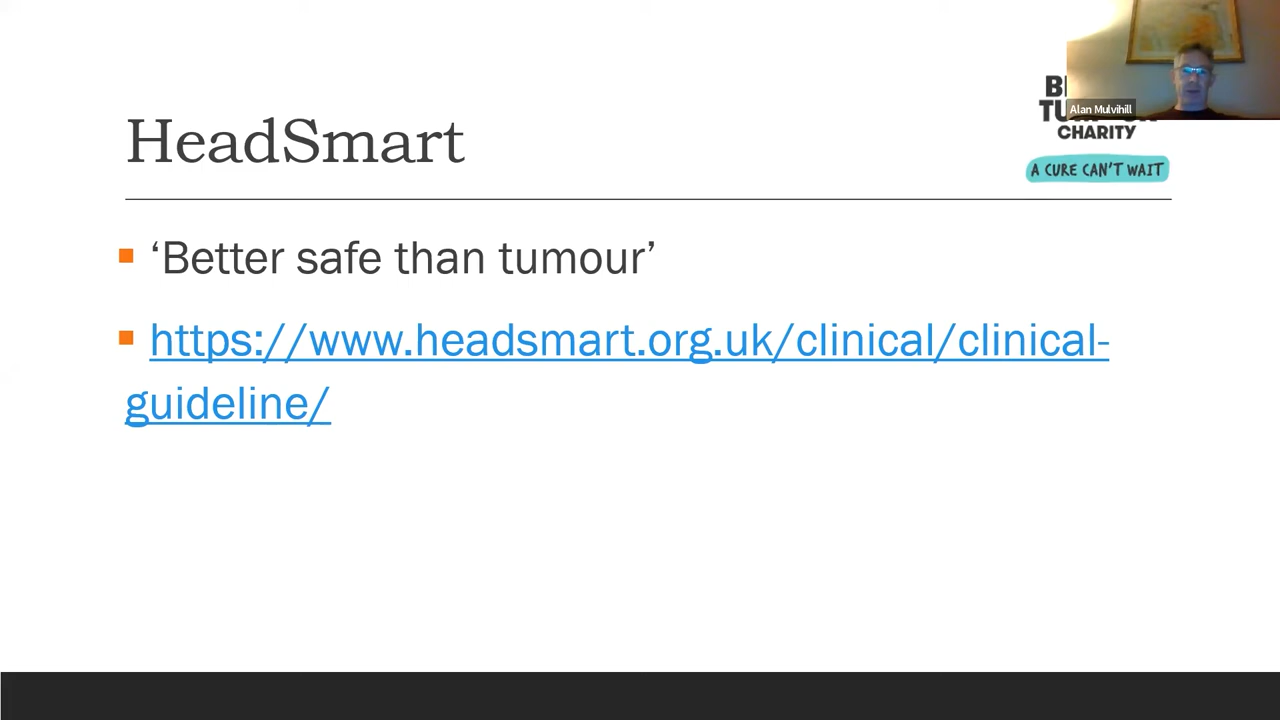 HeadSmart
Alan Mulvihill
CHARITY
A CURE CAN'T WAIT
‘Better safe than tumour’
https://www.headsmart.org.uk/clinical/clinical-
guideline/